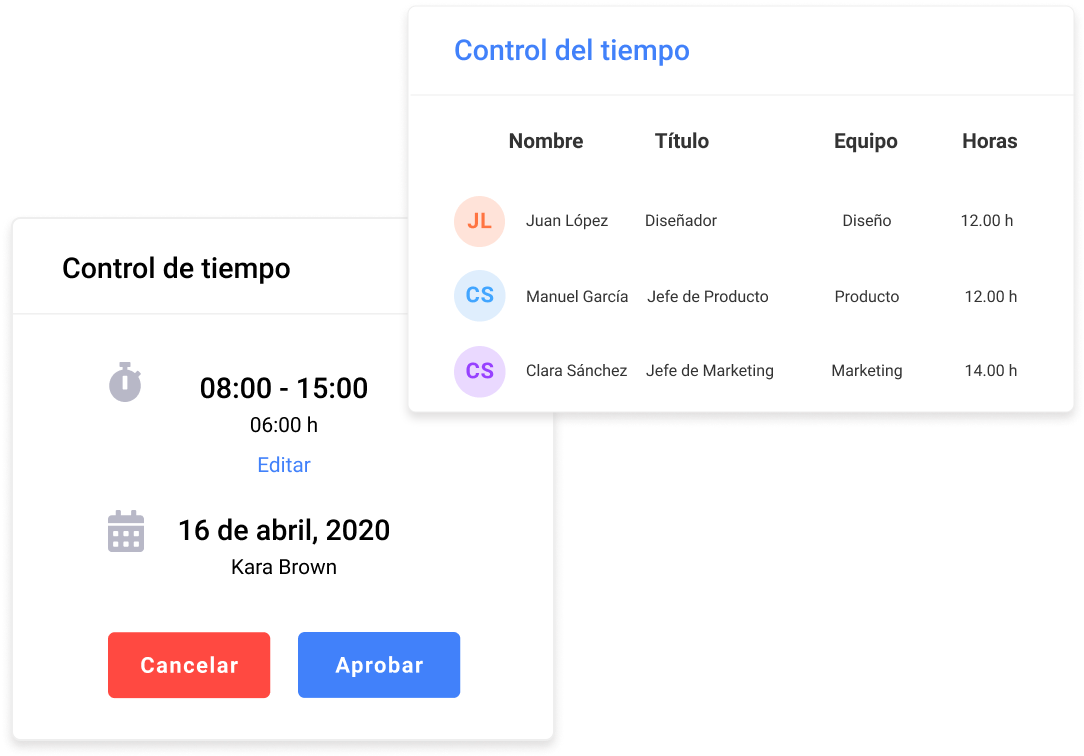 Control del tiempo
Nombre Título Equipo Horas
JL Juan López Diseñador Diseño 12.00 h
CS Manuel García Jefe de Producto Producto 12.00 h
CS Clara Sánchez Jefe de Marketing Marketing 14.00 h
Control de tiempo
08:00 - 15:00
06:00 h
Editar
16 de abril, 2020
Kara Brown
Cancelar Aprobar